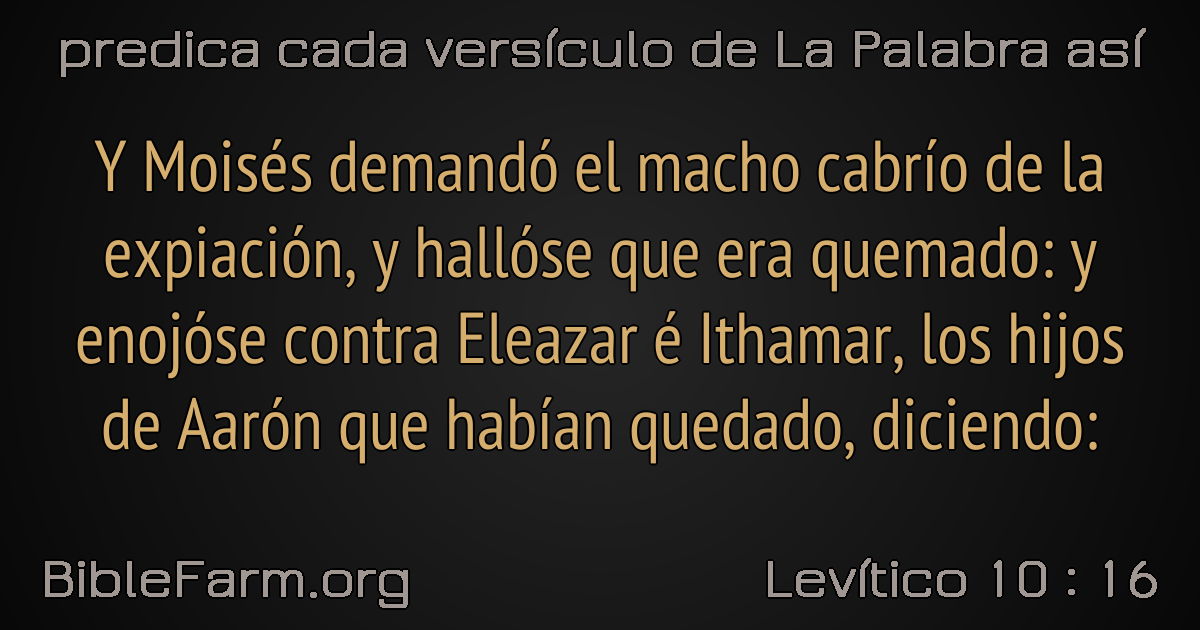 predica cada versículo de La Palabra así
Y Moisés demandó el macho cabrío de la
expiación, y hallóse que era quemado: y
enojóse contra Eleazar é Ithamar, los hijos
de Aarón que habían quedado, diciendo:
BibleFarm.org
Levítico 10 : 16